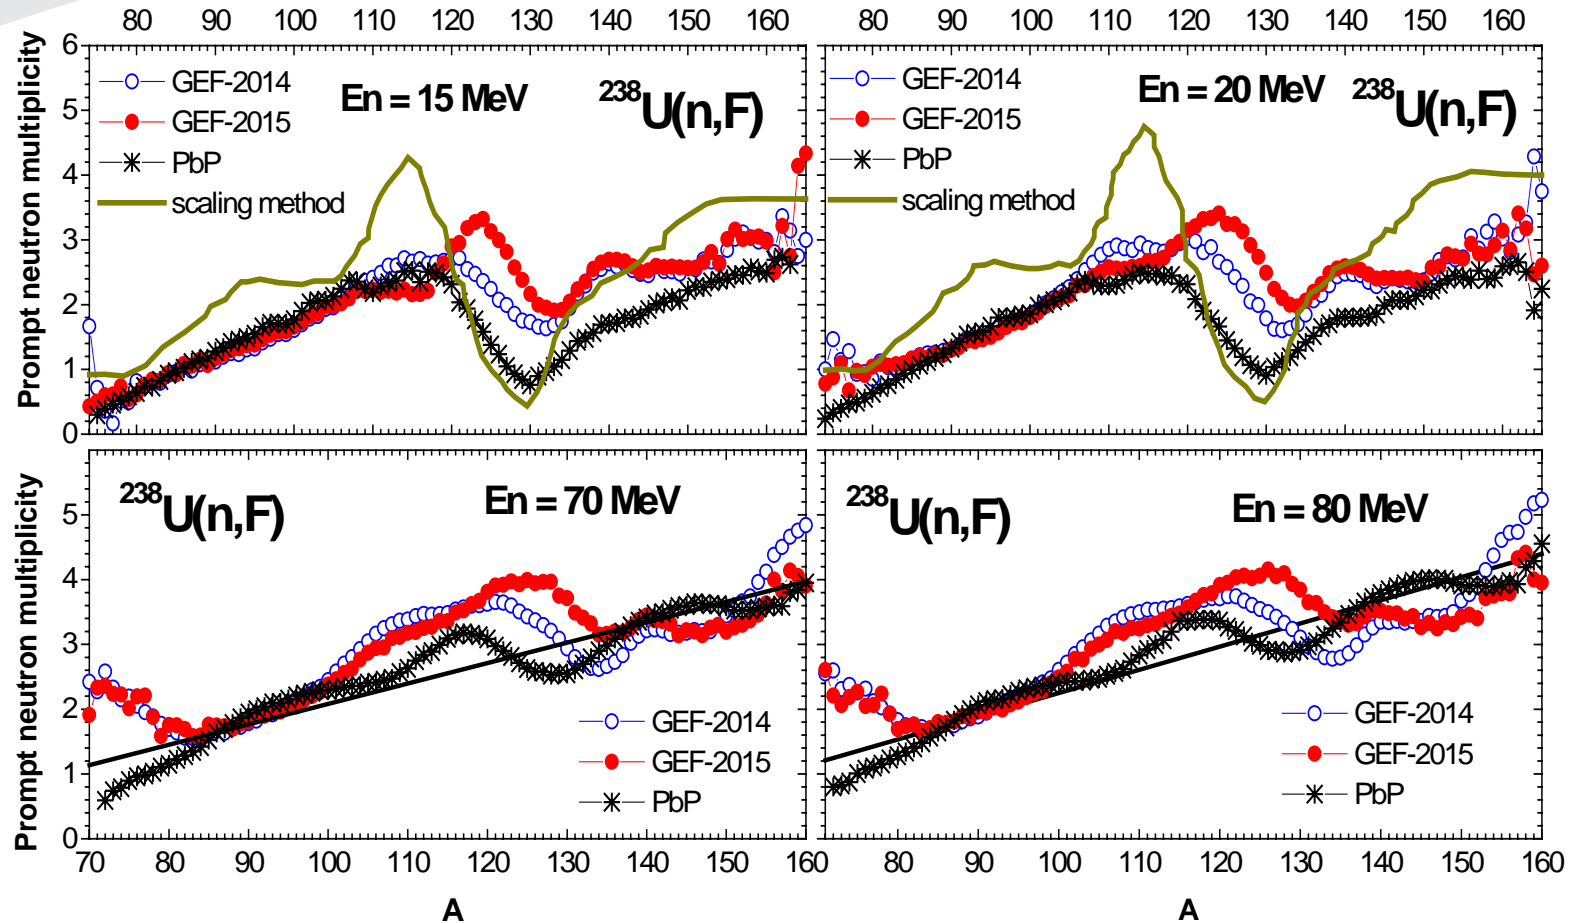 80 90 100 110 120 130 140 150 160
80 90 100 110 120 130 140 150 160
Prompt neutron multiplicity
6
5
4
3
2
1
0
GEF-2014
GEF-2015
PbP
scaling method
En = 15 MeV
238U(n,F)
GEF-2014
GEF-2015
PbP
scaling method
En = 20 MeV
238U(n,F)
Prompt neutron multiplicity
5
4
3
2
1
0
238U(n,F)
En = 70 MeV
GEF-2014
GEF-2015
PbP
70 80 90 100 110 120 130 140 150 160
A
238U(n,F)
En = 80 MeV
GEF-2014
GEF-2015
PbP
80 90 100 110 120 130 140 150 160
A